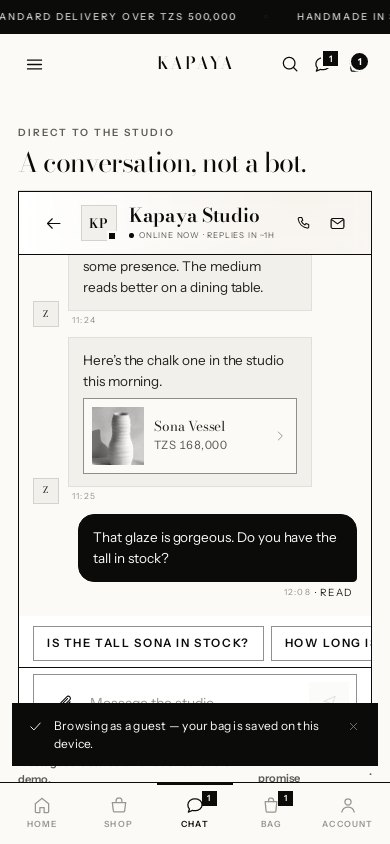 ANDARD DELIVERY OVER TZS 500,000 HANDMADE IN
KAPAYA
1
1
DIRECT TO THE STUDIO
A conversation, not a bot.
KP
Kapaya Studio
ONLINE NOW · REPLIES IN ~1H
some presence. The medium
reads better on a dining table.
Z
11:24
Here's the chalk one in the studio
this morning.
Sona Vessel
TZS 168,000
Z
11:25
That glaze is gorgeous. Do you have the
tall in stock?
12:08 · READ
IS THE TALL SONA IN STOCK?
HOW LONG I
Message the studio
Browsing as a guest — your bag is saved on this
device.
demo.
promise
1
1
HOME
SHOP
CHAT
BAG
ACCOUNT